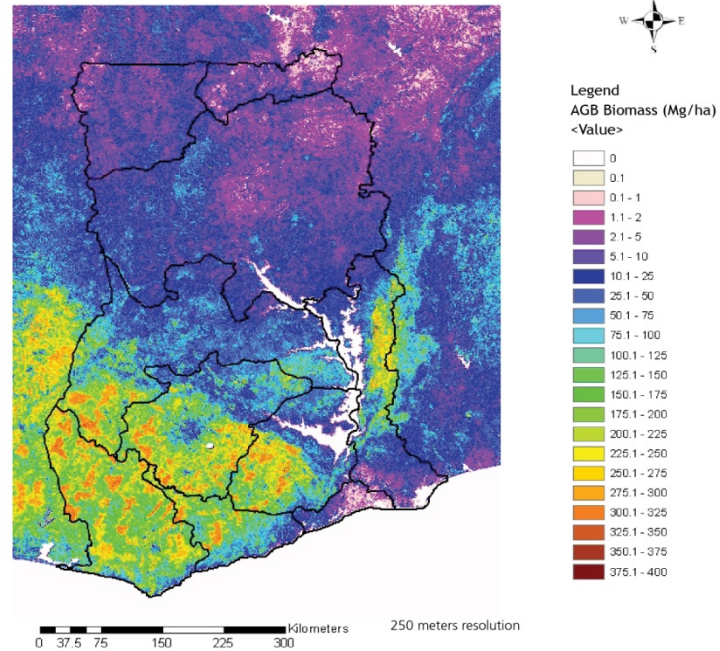 W E
S
Legend
AGB Biomass (Mg/ha)
<Value>
0
0.1
0.1 - 1
1.1 - 2
2.1 - 5
5.1 - 10
10.1 - 25
25.1 - 50
50.1 - 75
75.1 - 100
100.1 - 125
125.1 - 150
150.1 - 175
175.1 - 200
200.1 - 225
225.1 - 250
250.1 - 275
275.1 - 300
300.1 - 325
325.1 - 350
350.1 - 375
375.1 - 400
Kilometers
0 37.5 75 150 225 300
250 meters resolution